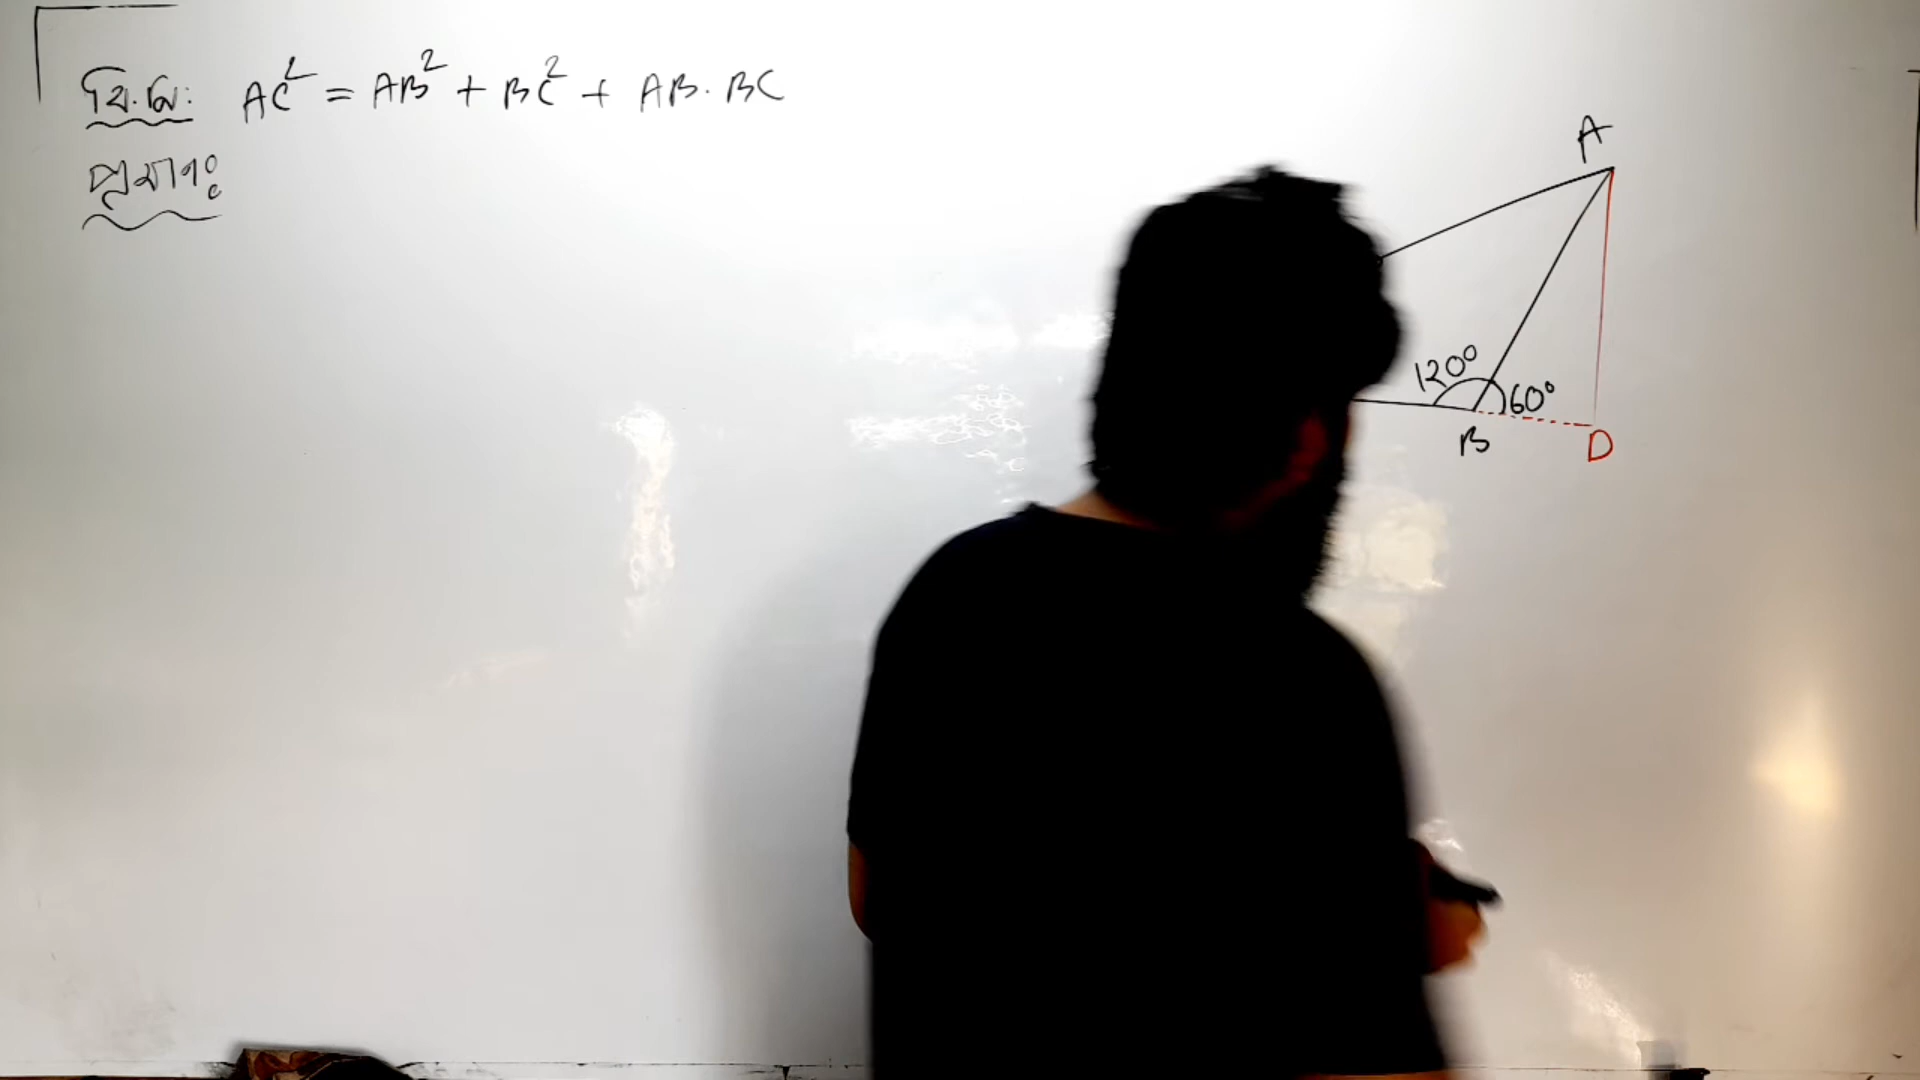 বি.দ্র: AC² = AB² + BC² + AB. BC
প্রমাণঃ
A
120°
60°
B
D